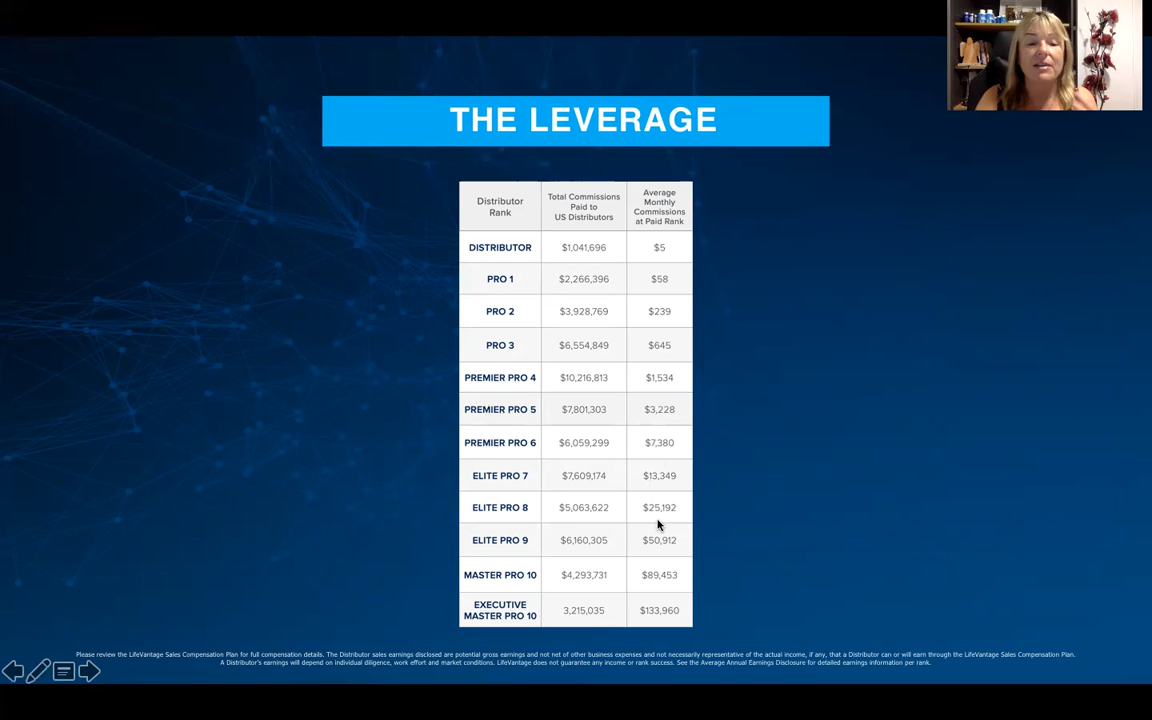 THE LEVERAGE
Distributor Rank | Total Commissions Paid to US Distributors | Average Monthly Commissions at Paid Rank
DISTRIBUTOR | $1,041,696 | $5
PRO 1 | $2,266,396 | $58
PRO 2 | $3,928,769 | $239
PRO 3 | $6,554,849 | $645
PREMIER PRO 4 | $10,216,813 | $1,534
PREMIER PRO 5 | $7,801,303 | $3,228
PREMIER PRO 6 | $6,059,299 | $7,380
ELITE PRO 7 | $7,609,174 | $13,349
ELITE PRO 8 | $5,063,622 | $25,192
ELITE PRO 9 | $6,160,305 | $50,912
MASTER PRO 10 | $4,293,731 | $89,453
EXECUTIVE MASTER PRO 10 | 3,215,035 | $133,960
Please review the LifeVantage Sales Compensation Plan for full compensation details. The Distributor sales earnings disclosed are potential gross earnings and not net of other business expenses and not necessarily representative of the actual income, if any, that a Distributor can or will earn through the LifeVantage Sales Compensation Plan.
A Distributor's earnings will depend on individual diligence, work effort and market conditions. LifeVantage does not guarantee any income or rank success. See the Average Annual Earnings Disclosure for detailed earnings information per rank.